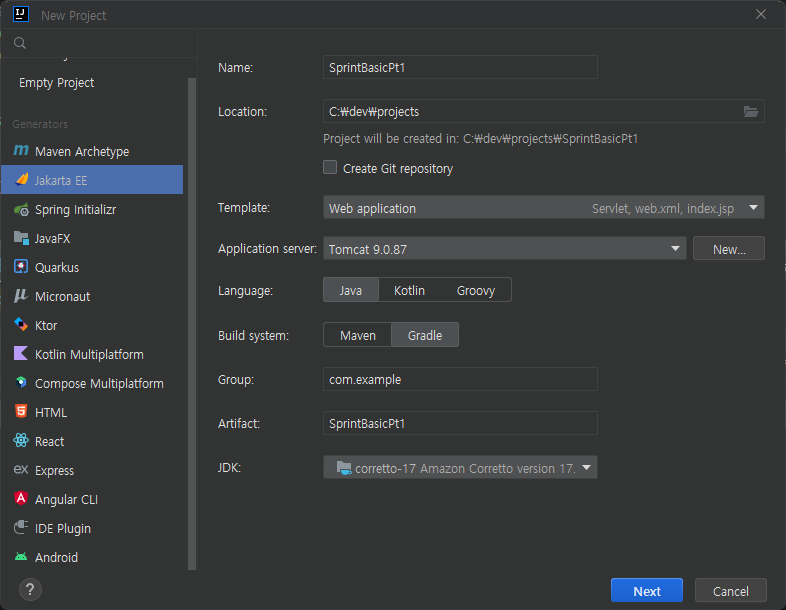 New Project
Empty Project
Generators
Maven Archetype
Jakarta EE
Spring Initializr
JavaFX
Quarkus
Micronaut
Ktor
Kotlin Multiplatform
Compose Multiplatform
HTML
React
Express
Angular CLI
IDE Plugin
Android
Name: SprintBasicPt1
Location: C:₩dev₩projects
Project will be created in: C:₩dev₩projects₩SprintBasicPt1
Create Git repository
Template: Web application Servlet, web.xml, index.jsp
Application server: Tomcat 9.0.87 New...
Language: Java Kotlin Groovy
Build system: Maven Gradle
Group: com.example
Artifact: SprintBasicPt1
JDK: corretto-17 Amazon Corretto version 17.
? Next Cancel